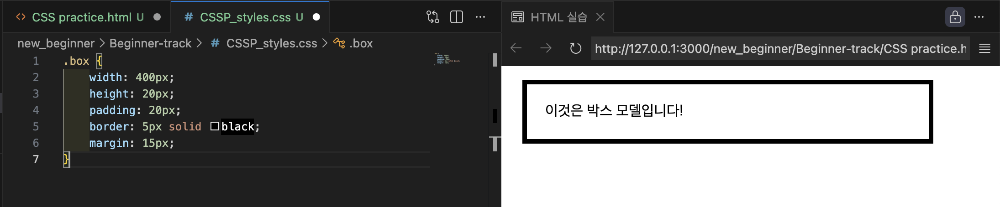 CSS practice.html U
CSSP_styles.css U
HTML 실습
new_beginner > Beginner-track > # CSSP_styles.css > .box
http://127.0.0.1:3000/new_beginner/Beginner-track/CSS practice.h
1 .box {
2 width: 400px;
3 height: 20px;
4 padding: 20px;
5 border: 5px solid black;
6 margin: 15px;
7 }
이것은 박스 모델입니다!